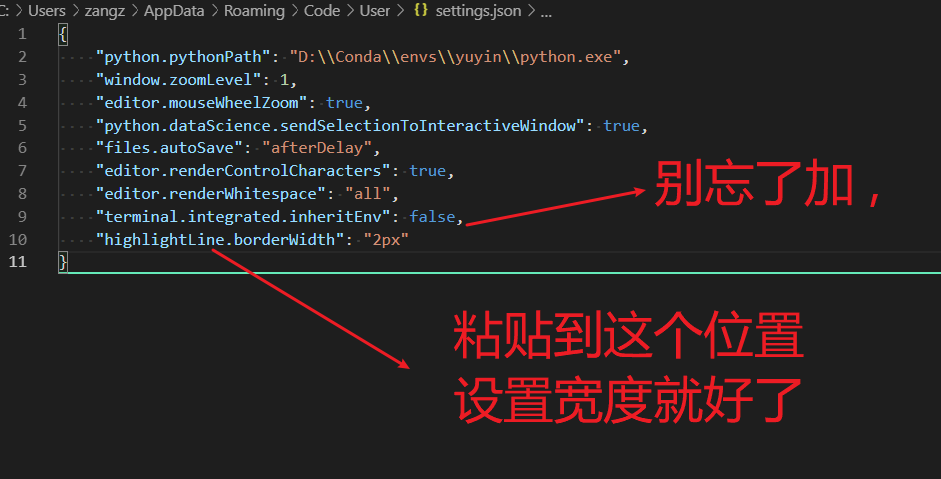 C: > Users > zangz > AppData > Roaming > Code > User > {} settings.json > ...
1 {
2 ····"python.pythonPath":·"D:\\Conda\\envs\\yuyin\\python.exe",
3 ····"window.zoomLevel":·1,
4 ····"editor.mouseWheelZoom":·true,
5 ····"python.dataScience.sendSelectionToInteractiveWindow":·true,
6 ····"files.autoSave":·"afterDelay",
7 ····"editor.renderControlCharacters":·true,
8 ····"editor.renderWhitespace":·"all",
9 ····"terminal.integrated.inheritEnv":·false,
10 ····"highlightLine.borderWidth":·"2px"
11 }
别忘了加，
粘贴到这个位置
设置宽度就好了